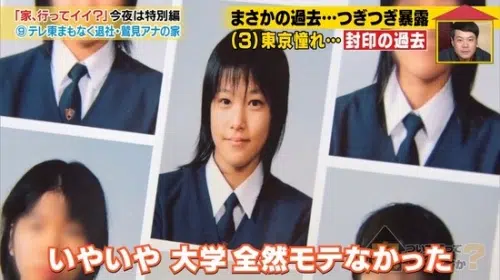 「家、行ってイイ?」今夜は特別編
⑬テレ東まもなく退社・鷲見アナの家
まさかの過去…つぎつぎ暴露
(3)東京憧れ…封印の過去
いやいや 大学 全然モテなかった